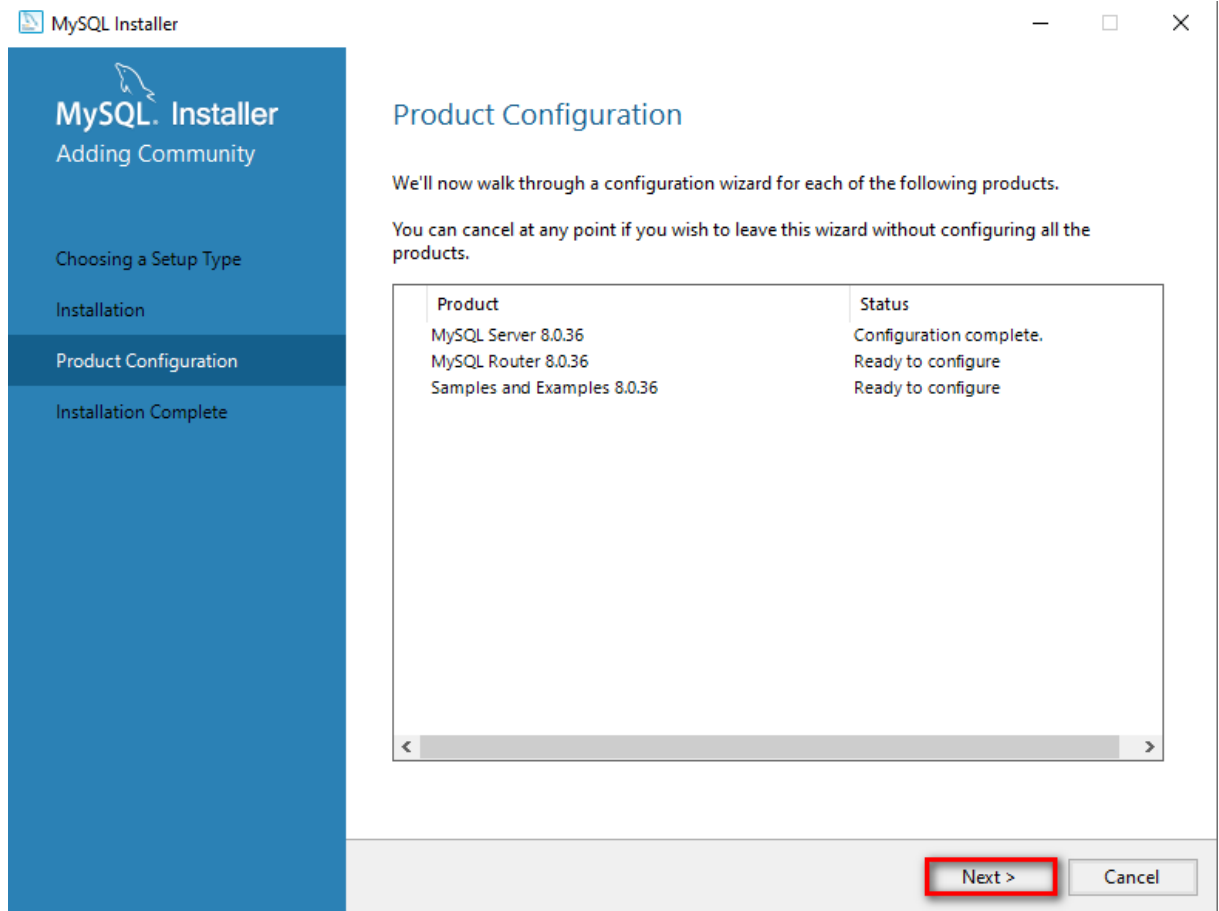 MySQL Installer
MySQL. Installer
Adding Community
Choosing a Setup Type
Installation
Product Configuration
Installation Complete
Product Configuration
We'll now walk through a configuration wizard for each of the following products.
You can cancel at any point if you wish to leave this wizard without configuring all the
products.
Product Status
MySQL Server 8.0.36 Configuration complete.
MySQL Router 8.0.36 Ready to configure
Samples and Examples 8.0.36 Ready to configure
Next > Cancel